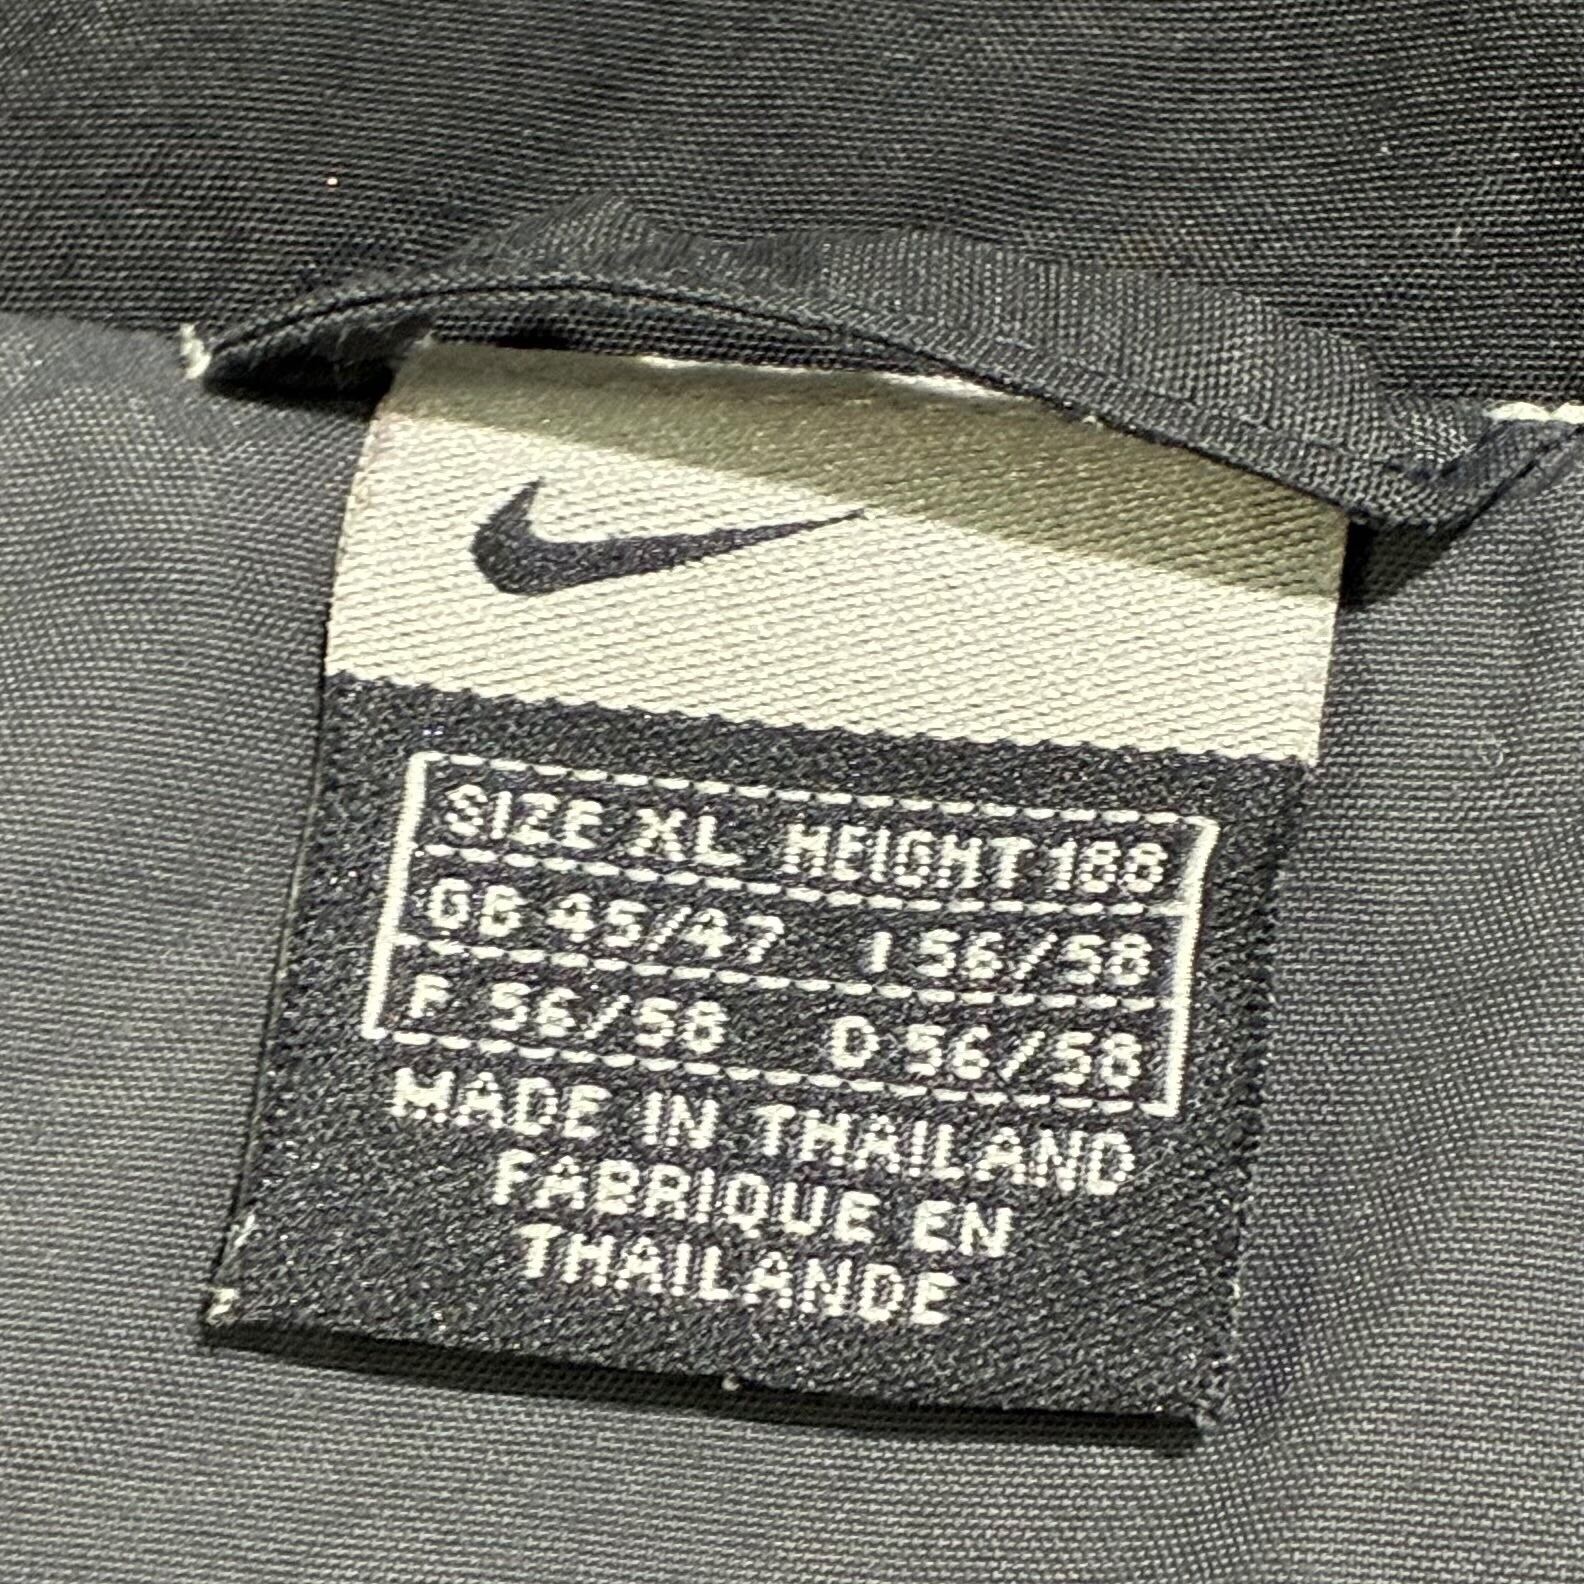 SIZE XL HEIGHT 188
GB 45/47 I 56/58
F 56/58 D 56/58
MADE IN THAILAND
FABRIQUE EN
THAILANDE